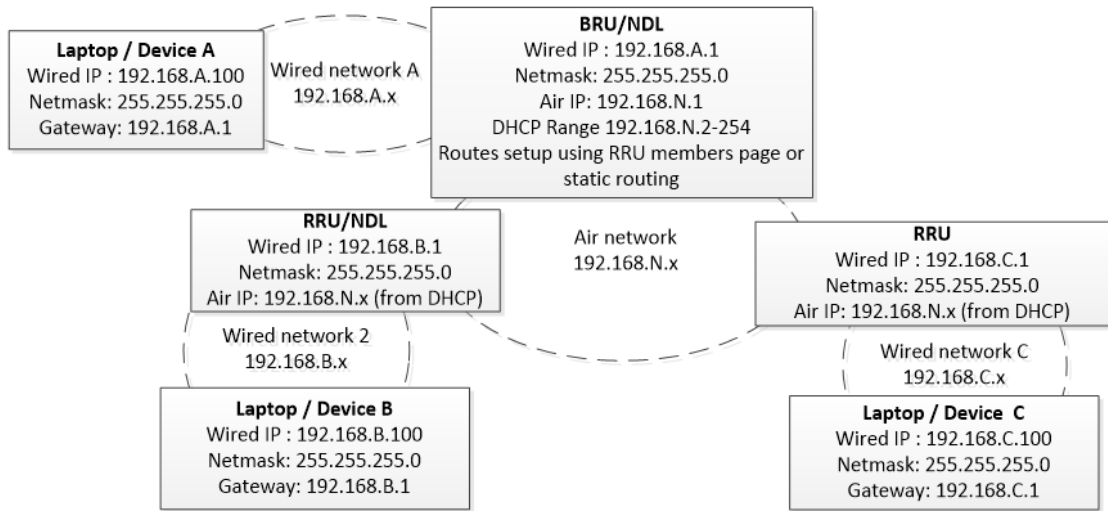 Laptop / Device A
Wired IP : 192.168.A.100
Netmask: 255.255.255.0
Gateway: 192.168.A.1
Wired network A
192.168.A.x
BRU/NDL
Wired IP : 192.168.A.1
Netmask: 255.255.255.0
Air IP: 192.168.N.1
DHCP Range 192.168.N.2-254
Routes setup using RRU members page or
static routing
RRU/NDL
Wired IP : 192.168.B.1
Netmask: 255.255.255.0
Air IP: 192.168.N.x (from DHCP)
Air network
192.168.N.x
RRU
Wired IP : 192.168.C.1
Netmask: 255.255.255.0
Air IP: 192.168.N.x (from DHCP)
Wired network 2
192.168.B.x
Wired network C
192.168.C.x
Laptop / Device B
Wired IP : 192.168.B.100
Netmask: 255.255.255.0
Gateway: 192.168.B.1
Laptop / Device  C
Wired IP : 192.168.C.100
Netmask: 255.255.255.0
Gateway: 192.168.C.1